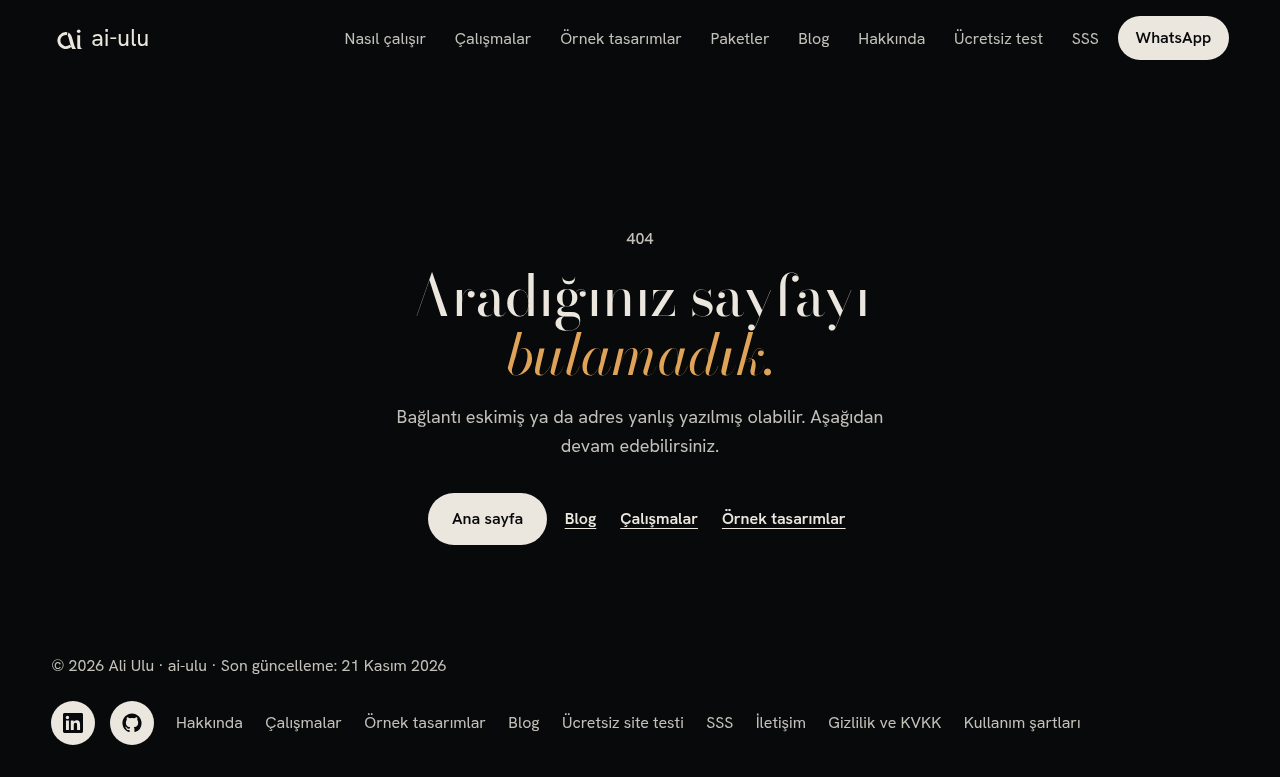 ai ai-ulu
Nasıl çalışır Çalışmalar Örnek tasarımlar Paketler Blog Hakkında Ücretsiz test SSS WhatsApp
404
Aradığınız sayfayı
bulamadık.
Bağlantı eskimiş ya da adres yanlış yazılmış olabilir. Aşağıdan
devam edebilirsiniz.
Ana sayfa Blog Çalışmalar Örnek tasarımlar
© 2026 Ali Ulu · ai-ulu · Son güncelleme: 21 Kasım 2026
in Hakkında Çalışmalar Örnek tasarımlar Blog Ücretsiz site testi SSS İletişim Gizlilik ve KVKK Kullanım şartları